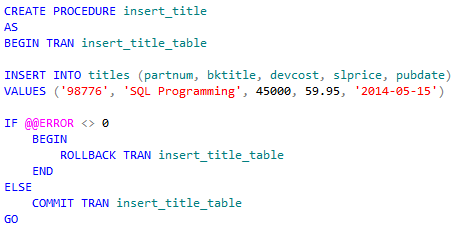 CREATE PROCEDURE insert_title
AS
BEGIN TRAN insert_title_table
INSERT INTO titles (partnum, bktitle, devcost, slprice, pubdate)
VALUES ('98776', 'SQL Programming', 45000, 59.95, '2014-05-15')
IF @@ERROR <> 0
BEGIN
ROLLBACK TRAN insert_title_table
END
ELSE
COMMIT TRAN insert_title_table
GO